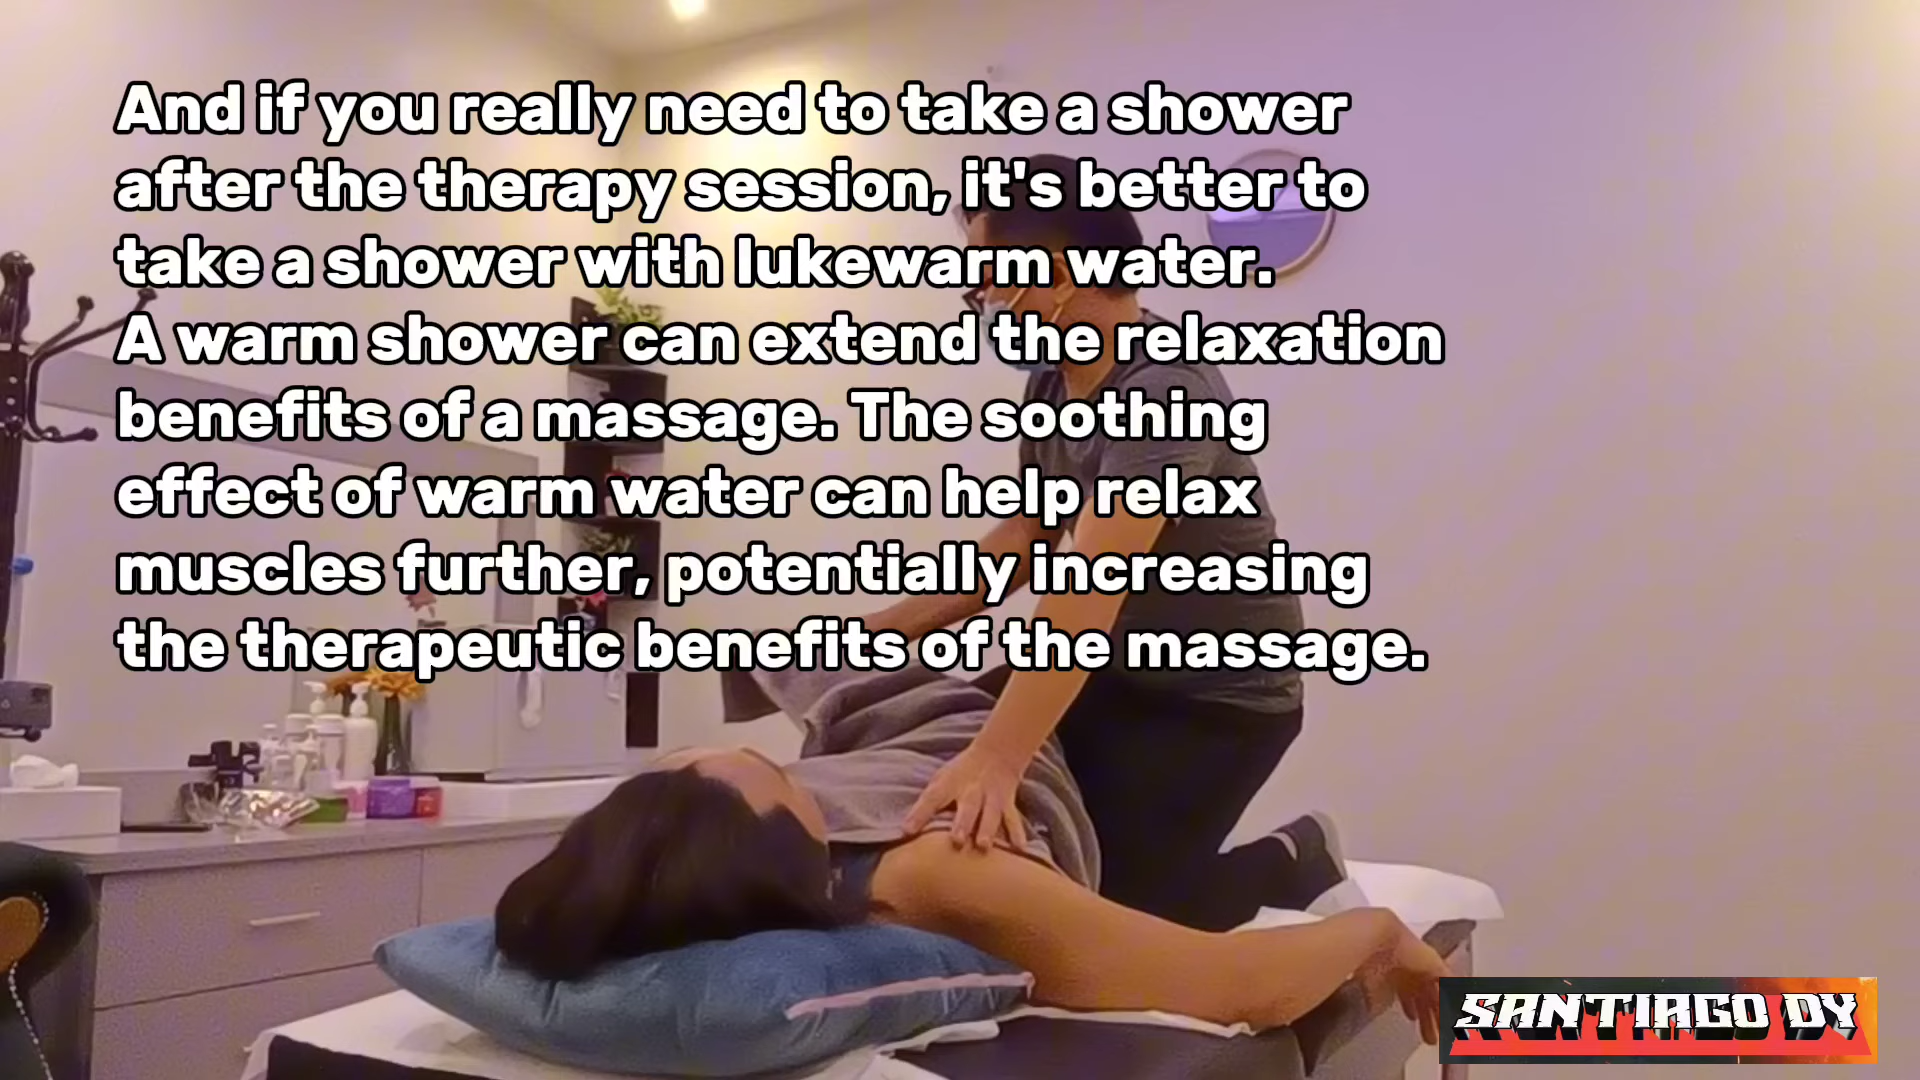 And if you really need to take a shower
after the therapy session, it's better to
take a shower with lukewarm water.
A warm shower can extend the relaxation
benefits of a massage. The soothing
effect of warm water can help relax
muscles further, potentially increasing
the therapeutic benefits of the massage.
SANTIAGO DY